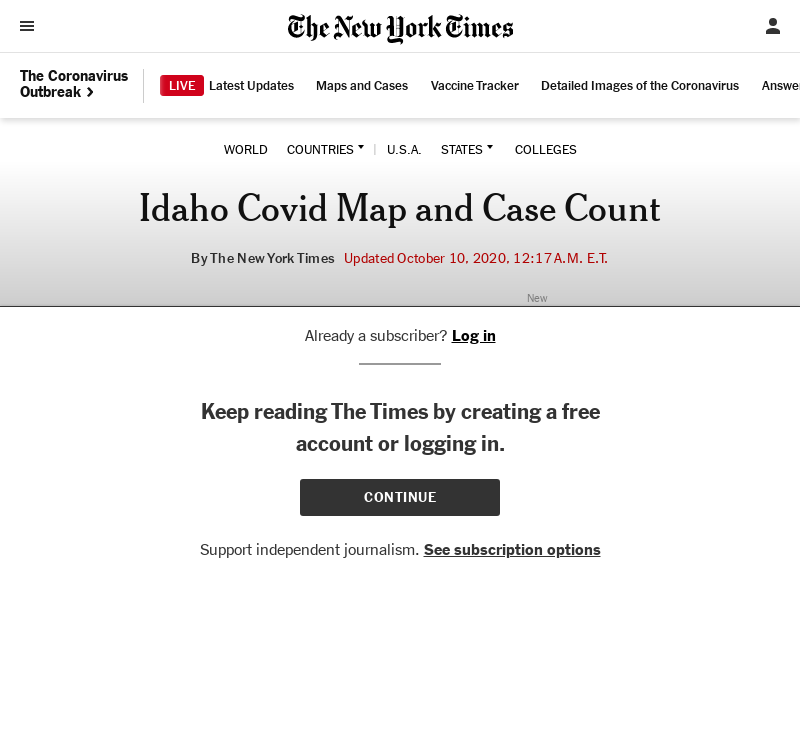 The New York Times
The Coronavirus
Outbreak
LIVE Latest Updates Maps and Cases Vaccine Tracker Detailed Images of the Coronavirus Answe
WORLD COUNTRIES U.S.A. STATES COLLEGES
Idaho Covid Map and Case Count
By The New York Times Updated October 10, 2020, 12:17 A.M. E.T.
New
Already a subscriber? Log in
Keep reading The Times by creating a free
account or logging in.
CONTINUE
Support independent journalism. See subscription options